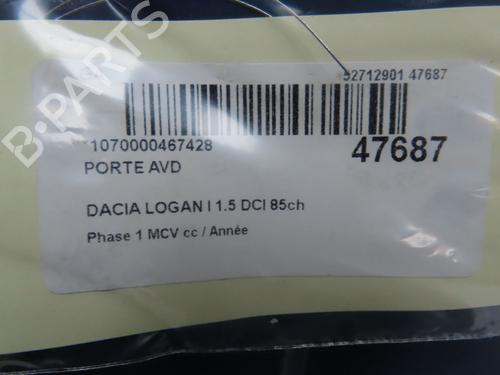 52712901 47687
*1070000467428
47687
PORTE AVD
DACIA LOGAN I 1.5 DCI 85ch
Phase 1 MCV cc / Année
B-PARTS